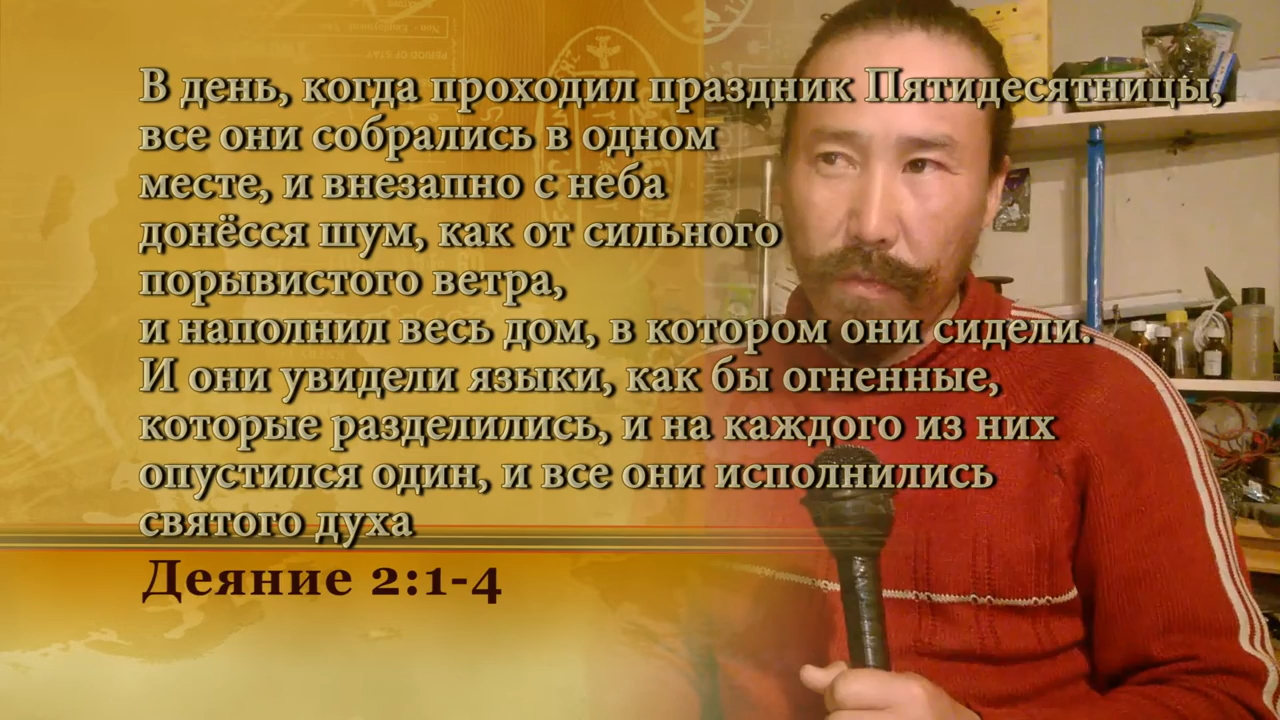 В день, когда проходил праздник Пятидесятницы,
все они собрались в одном
месте, и внезапно с неба
донёсся шум, как от сильного
порывистого ветра,
и наполнил весь дом, в котором они сидели.
И они увидели языки, как бы огненные,
которые разделились, и на каждого из них
опустился один, и все они исполнились
святого духа
Деяние 2:1-4